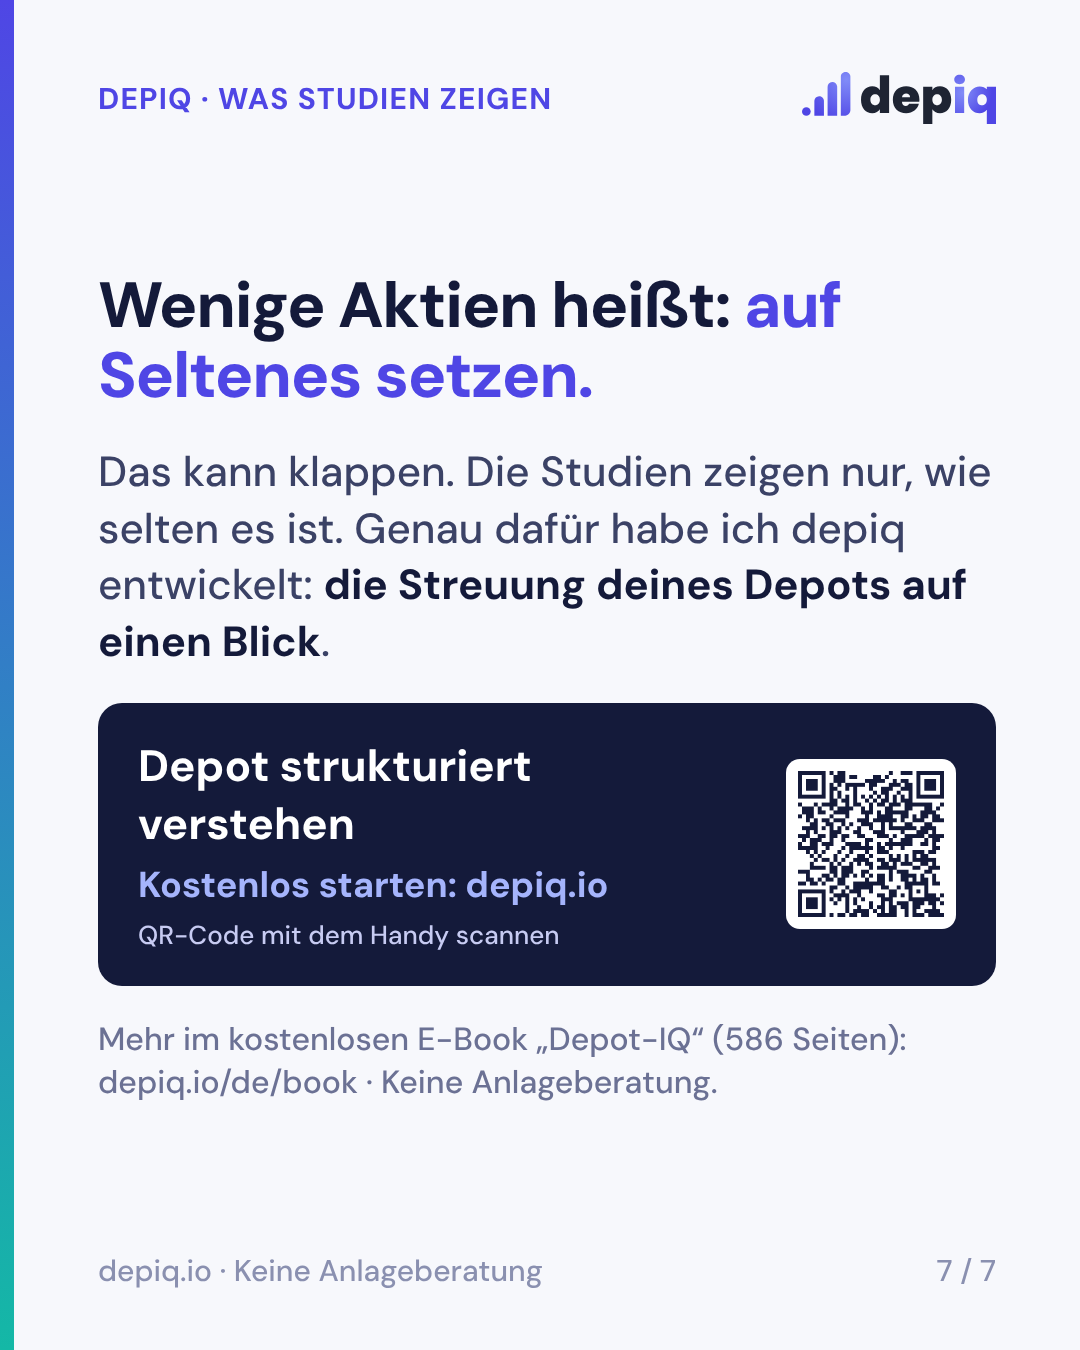 DEPIQ · WAS STUDIEN ZEIGEN
depiq
Wenige Aktien heißt: auf
Seltenes setzen.
Das kann klappen. Die Studien zeigen nur, wie
selten es ist. Genau dafür habe ich depiq
entwickelt: die Streuung deines Depots auf
einen Blick.
Depot strukturiert
verstehen
Kostenlos starten: depiq.io
QR-Code mit dem Handy scannen
Mehr im kostenlosen E-Book „Depot-IQ“ (586 Seiten):
depiq.io/de/book · Keine Anlageberatung.
depiq.io · Keine Anlageberatung
7 / 7